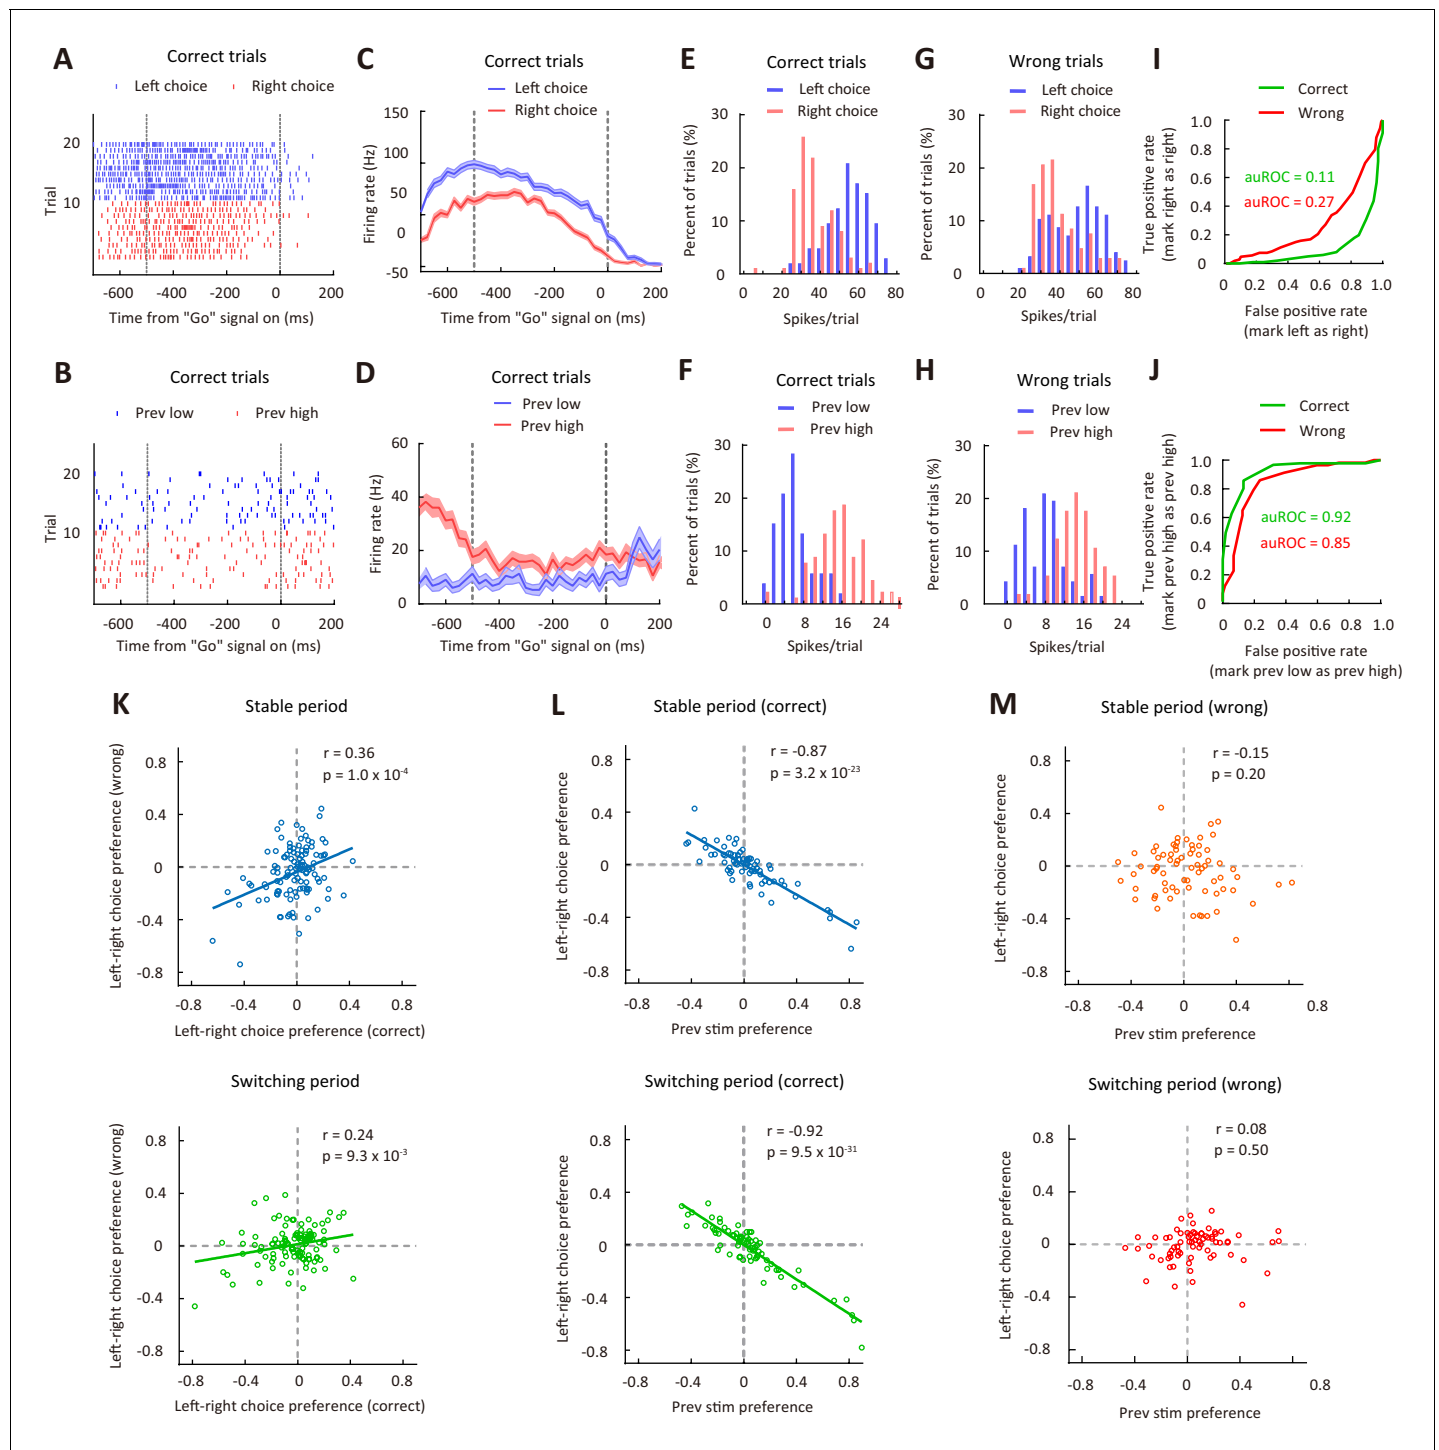 A
Correct trials
Left choice
Right choice
Trial
20
10
-600
-400
-200
0
200
Time from "Go" signal on (ms)
C
Correct trials
Left choice
Right choice
Firing rate (Hz)
150
100
50
0
-50
-600
-400
-200
0
200
Time from "Go" signal on (ms)
E
Correct trials
Left choice
Right choice
Percent of trials (%)
30
20
10
0
0
20
40
60
80
Spikes/trial
G
Wrong trials
Left choice
Right choice
Percent of trials (%)
30
20
10
0
0
20
40
60
80
Spikes/trial
I
Correct
Wrong
True positive rate
(mark right as right)
1.0
0.8
0.6
0.4
0.2
0
auROC = 0.11
auROC = 0.27
0
0.2
0.4
0.6
0.8
1.0
False positive rate
(mark left as right)
B
Correct trials
Prev low
Prev high
Trial
20
10
-600
-400
-200
0
200
Time from "Go" signal on (ms)
D
Correct trials
Prev low
Prev high
Firing rate (Hz)
60
40
20
0
-600
-400
-200
0
200
Time from "Go" signal on (ms)
F
Correct trials
Prev low
Prev high
Percent of trials (%)
30
20
10
0
0
8
16
24
Spikes/trial
H
Wrong trials
Prev low
Prev high
Percent of trials (%)
30
20
10
0
0
8
16
24
Spikes/trial
J
Correct
Wrong
True positive rate
(mark prev high as prev high)
1.0
0.8
0.6
0.4
0.2
0
auROC = 0.92
auROC = 0.85
0
0.2
0.4
0.6
0.8
1.0
False positive rate
(mark prev low as prev high)
K
Stable period
r = 0.36
p = 1.0 x 10-4
Left-right choice preference (wrong)
0.8
0.4
0
-0.4
-0.8
-0.8
-0.4
0
0.4
0.8
Left-right choice preference (correct)
L
Stable period (correct)
r = -0.87
p = 3.2 x 10-23
Left-right choice preference
0.8
0.4
0
-0.4
-0.8
-0.8
-0.4
0
0.4
0.8
Prev stim preference
M
Stable period (wrong)
r = -0.15
p = 0.20
Left-right choice preference
0.8
0.4
0
-0.4
-0.8
-0.8
-0.4
0
0.4
0.8
Prev stim preference
Switching period
r = 0.24
p = 9.3 x 10-3
Left-right choice preference (wrong)
0.8
0.4
0
-0.4
-0.8
-0.8
-0.4
0
0.4
0.8
Left-right choice preference (correct)
Switching period (correct)
r = -0.92
p = 9.5 x 10-31
Left-right choice preference
0.8
0.4
0
-0.4
-0.8
-0.8
-0.4
0
0.4
0.8
Prev stim preference
Switching period (wrong)
r = 0.08
p = 0.50
Left-right choice preference
0.8
0.4
0
-0.4
-0.8
-0.8
-0.4
0
0.4
0.8
Prev stim preference